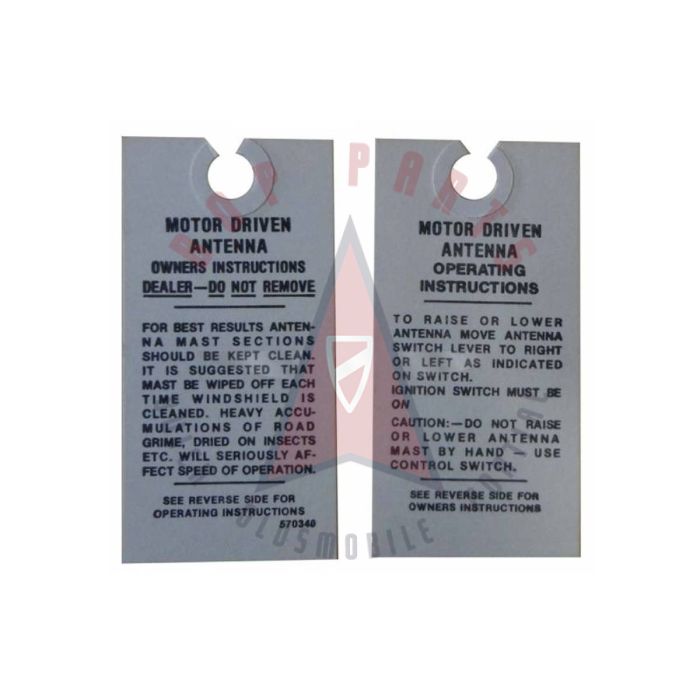 MOTOR DRIVEN
ANTENNA
OWNERS INSTRUCTIONS
DEALER—DO NOT REMOVE
FOR BEST RESULTS ANTEN-
NA MAST SECTIONS
SHOULD BE KEPT CLEAN.
IT IS SUGGESTED THAT
MAST BE WIPED OFF EACH
TIME WINDSHIELD IS
CLEANED. HEAVY ACCU-
MULATIONS OF ROAD
GRIME, DRIED ON INSECTS
ETC. WILL SERIOUSLY AF-
FECT SPEED OF OPERATION.
SEE REVERSE SIDE FOR
OPERATING INSTRUCTIONS
570340
MOTOR DRIVEN
ANTENNA
OPERATING
INSTRUCTIONS
TO RAISE OR LOWER
ANTENNA MOVE ANTENNA
SWITCH LEVER TO RIGHT
OR LEFT AS INDICATED
ON SWITCH.
IGNITION SWITCH MUST BE
ON
CAUTION:—DO NOT RAISE
OR LOWER ANTENNA
MAST BY HAND - USE
CONTROL SWITCH.
SEE REVERSE SIDE FOR
OWNERS INSTRUCTIONS
PARTS
OLDSMOBILE